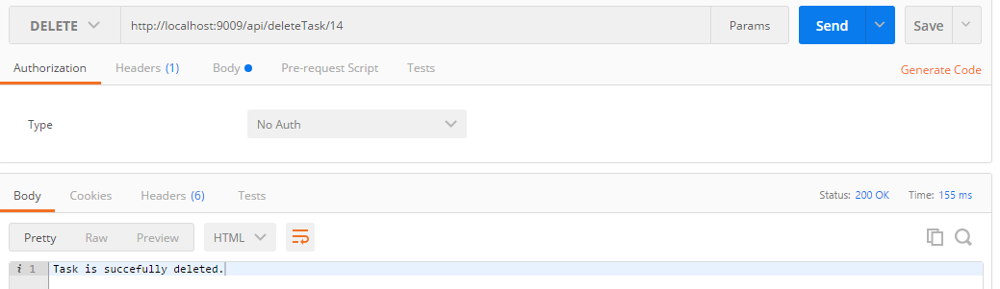 DELETE http://localhost:9009/api/deleteTask/14 Params Send Save
Authorization Headers (1) Body Pre-request Script Tests Generate Code
Type No Auth
Body Cookies Headers (6) Tests Status: 200 OK Time: 155 ms
Pretty Raw Preview HTML
i 1 Task is succefully deleted.